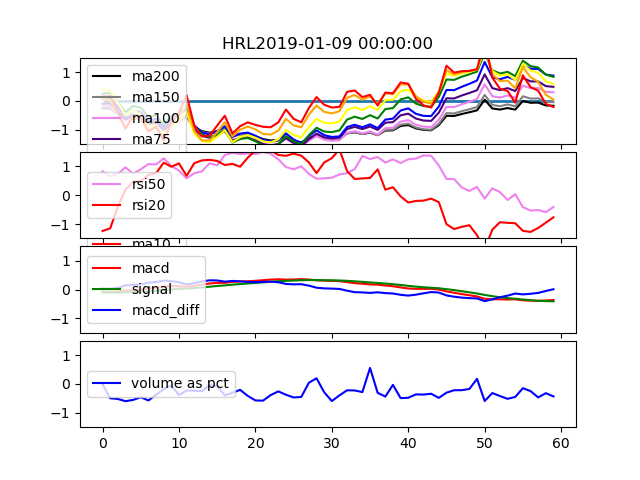 HRL2019-01-09 00:00:00
1
0
−1
ma200
ma150
ma100
ma75
1
0
−1
rsi50
rsi20
ma10
1
0
−1
macd
signal
macd_diff
1
0
−1
volume as pct
0 10 20 30 40 50 60